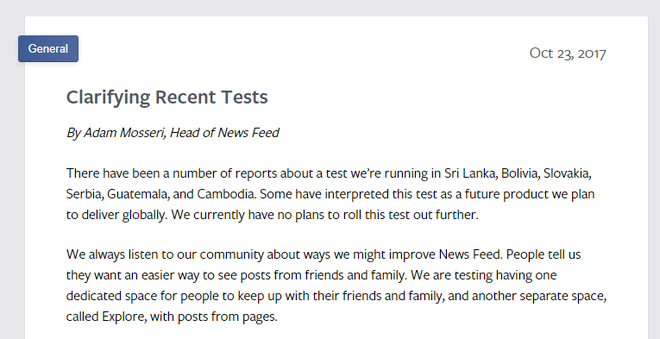 General
Oct 23, 2017
Clarifying Recent Tests
By Adam Mosseri, Head of News Feed
There have been a number of reports about a test we're running in Sri Lanka, Bolivia, Slovakia,
Serbia, Guatemala, and Cambodia. Some have interpreted this test as a future product we plan
to deliver globally. We currently have no plans to roll this test out further.
We always listen to our community about ways we might improve News Feed. People tell us
they want an easier way to see posts from friends and family. We are testing having one
dedicated space for people to keep up with their friends and family, and another separate space,
called Explore, with posts from pages.